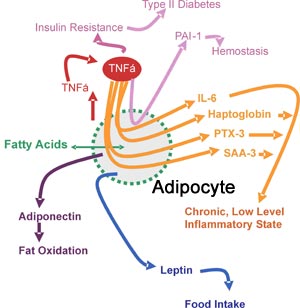 Type II Diabetes
Insulin Resistance
PAI-1
Hemostasis
TNFá
TNFá
IL-6
Haptoglobin
PTX-3
SAA-3
Fatty Acids
Adipocyte
Adiponectin
Fat Oxidation
Chronic, Low Level
Inflammatory State
Leptin
Food Intake